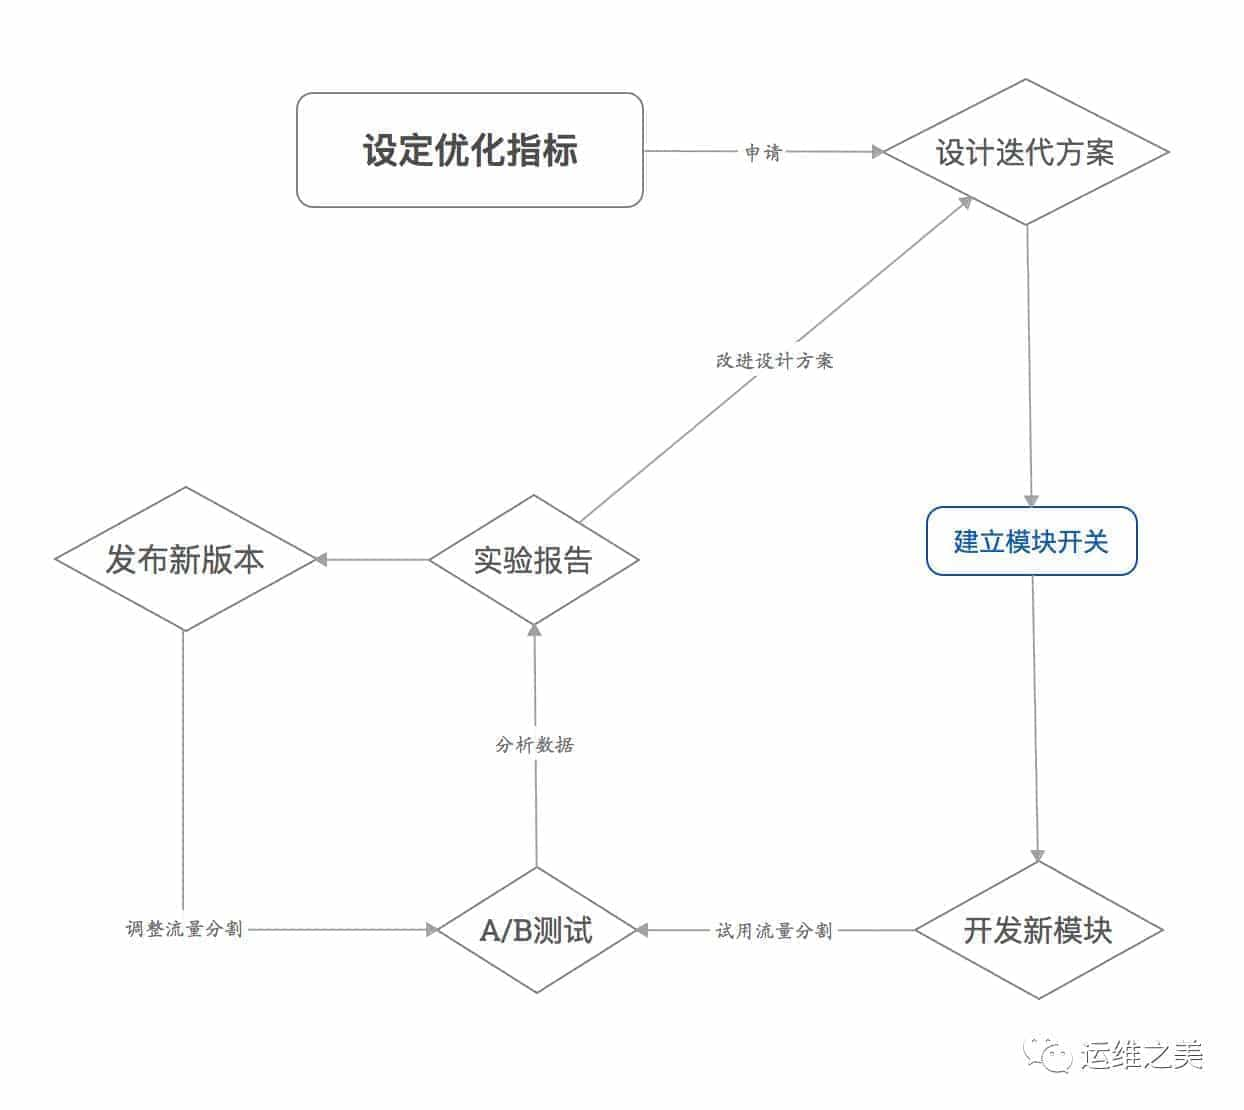 设定优化指标
申请
设计迭代方案
改进设计方案
建立模块开关
发布新版本
实验报告
分析数据
调整流量分割
A/B测试
试用流量分割
开发新模块
运维之美